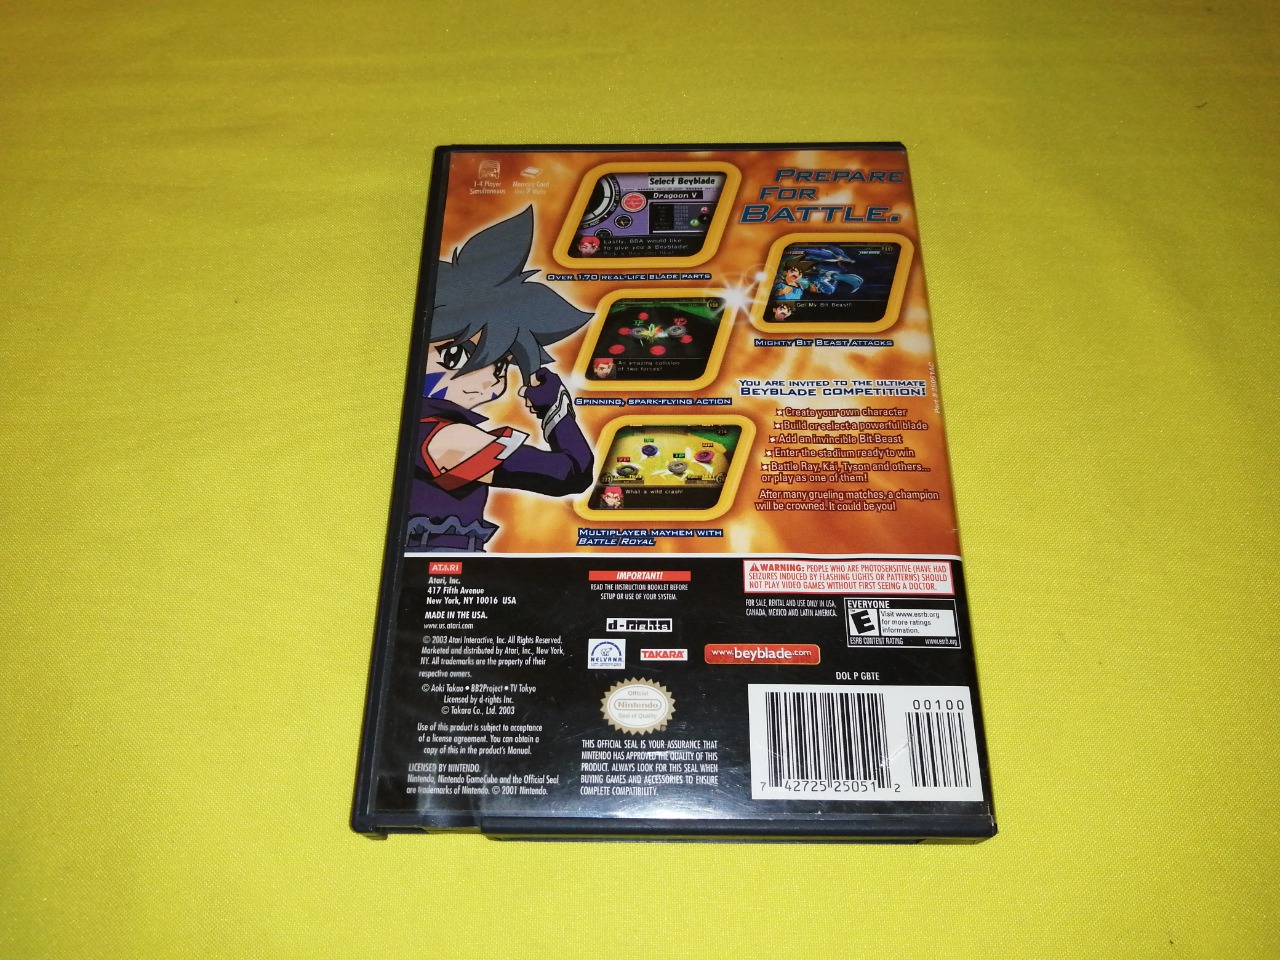 1-4 Player
Simultaneous
Memory Card
PREPARE
FOR
BATTLE.
Select Beyblade
Dragoon V
Lastly, BBA would like
to give you a Beyblade!
OVER 170 REAL-LIFE BLADE PARTS
Go! My Bit Beast!
MIGHTY BIT BEAST ATTACKS
An amazing collision
of two forces!
SPINNING, SPARK-FLYING ACTION
What a wild crash!
MULTIPLAYER MAYHEM WITH
BATTLE ROYAL
YOU ARE INVITED TO THE ULTIMATE
BEYBLADE COMPETITION!
Create your own character
Build or select a powerful blade
Add an invincible Bit-Beast
Enter the stadium ready to win
Battle Ray, Kai, Tyson and others...
or play as one of them!
After many grueling matches, a champion
will be crowned. It could be you!
Part # 25051AC
ATARI
Atari, Inc.
417 Fifth Avenue
New York, NY 10016 USA
MADE IN THE USA.
www.us.atari.com
© 2003 Atari Interactive, Inc. All Rights Reserved.
Marketed and distributed by Atari, Inc., New York,
NY. All trademarks are the property of their
respective owners.
© Aoki Takao • BB2Project • TV Tokyo
Licensed by d-rights Inc.
© Takara Co., Ltd. 2003
Use of this product is subject to acceptance
of a license agreement. You can obtain a
copy of this in the product's Manual.
LICENSED BY NINTENDO.
Nintendo, Nintendo GameCube and the Official Seal
are trademarks of Nintendo. © 2001 Nintendo.
IMPORTANT!
READ THE INSTRUCTION BOOKLET BEFORE
SETUP OR USE OF YOUR SYSTEM.
d-rights
NELVANA
TAKARA
www.beyblade.com
Official
Nintendo
Seal of Quality
THIS OFFICIAL SEAL IS YOUR ASSURANCE THAT
NINTENDO HAS APPROVED THE QUALITY OF THIS
PRODUCT. ALWAYS LOOK FOR THIS SEAL WHEN
BUYING GAMES AND ACCESSORIES TO ENSURE
COMPLETE COMPATIBILITY.
WARNING: PEOPLE WHO ARE PHOTOSENSITIVE (HAVE HAD
SEIZURES INDUCED BY FLASHING LIGHTS OR PATTERNS) SHOULD
NOT PLAY VIDEO GAMES WITHOUT FIRST SEEING A DOCTOR.
FOR SALE, RENTAL AND USE ONLY IN USA,
CANADA, MEXICO AND LATIN AMERICA.
EVERYONE
E
Visit www.esrb.org
for more ratings
information.
ESRB CONTENT RATING www.esrb.org
DOL P GBTE
00100
7 42725 25051 2